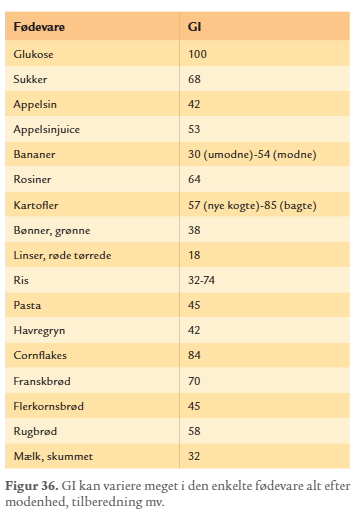 Fødevare GI
Glukose 100
Sukker 68
Appelsin 42
Appelsinjuice 53
Bananer 30 (umodne)-54 (modne)
Rosiner 64
Kartofler 57 (nye kogte)-85 (bagte)
Bønner, grønne 38
Linser, røde tørrede 18
Ris 32-74
Pasta 45
Havregryn 42
Cornflakes 84
Franskbrød 70
Flerkornsbrød 45
Rugbrød 58
Mælk, skummet 32
Figur 36. GI kan variere meget i den enkelte fødevare alt efter
modenhed, tilberedning mv.